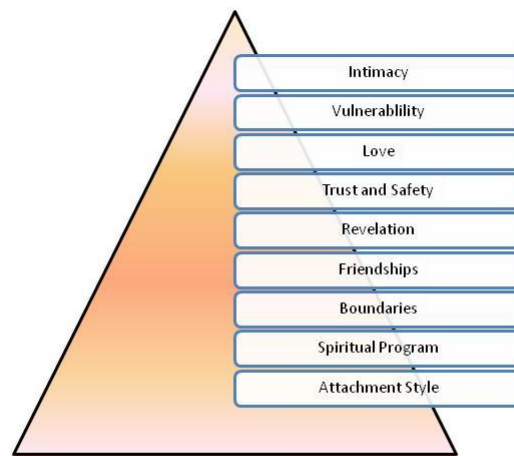 Intimacy
Vulnerablility
Love
Trust and Safety
Revelation
Friendships
Boundaries
Spiritual Program
Attachment Style